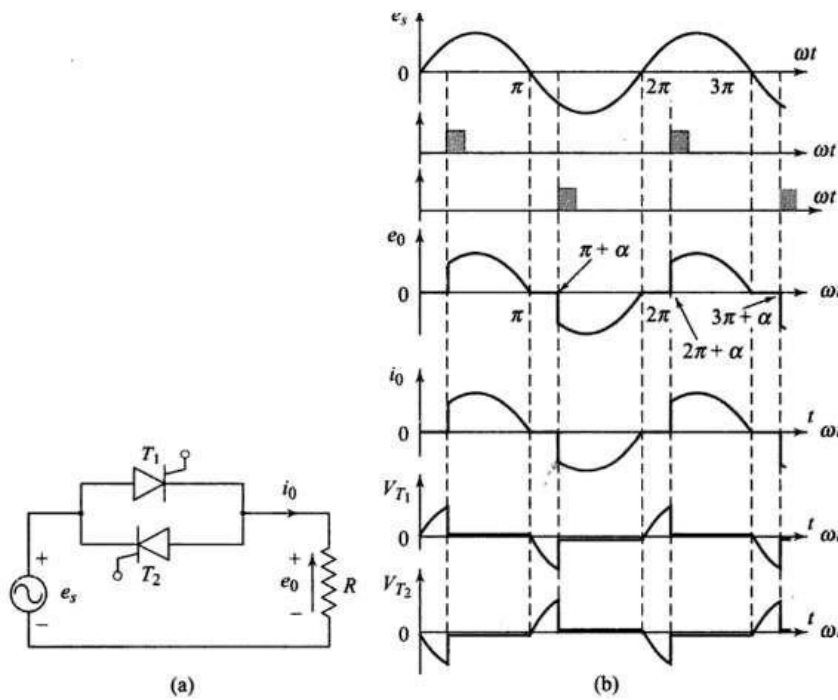 e_s
0
π 2π 3π ωt
ωt
ωt
e_0
π + α
0
π 2π 3π + α ω
2π + α
i_0
t
0 ω
V_T1
t
0 ω
V_T2
t
0 ω
T_1
i_0
T_2
+ + e_0 R
e_s
− −
(a) (b)